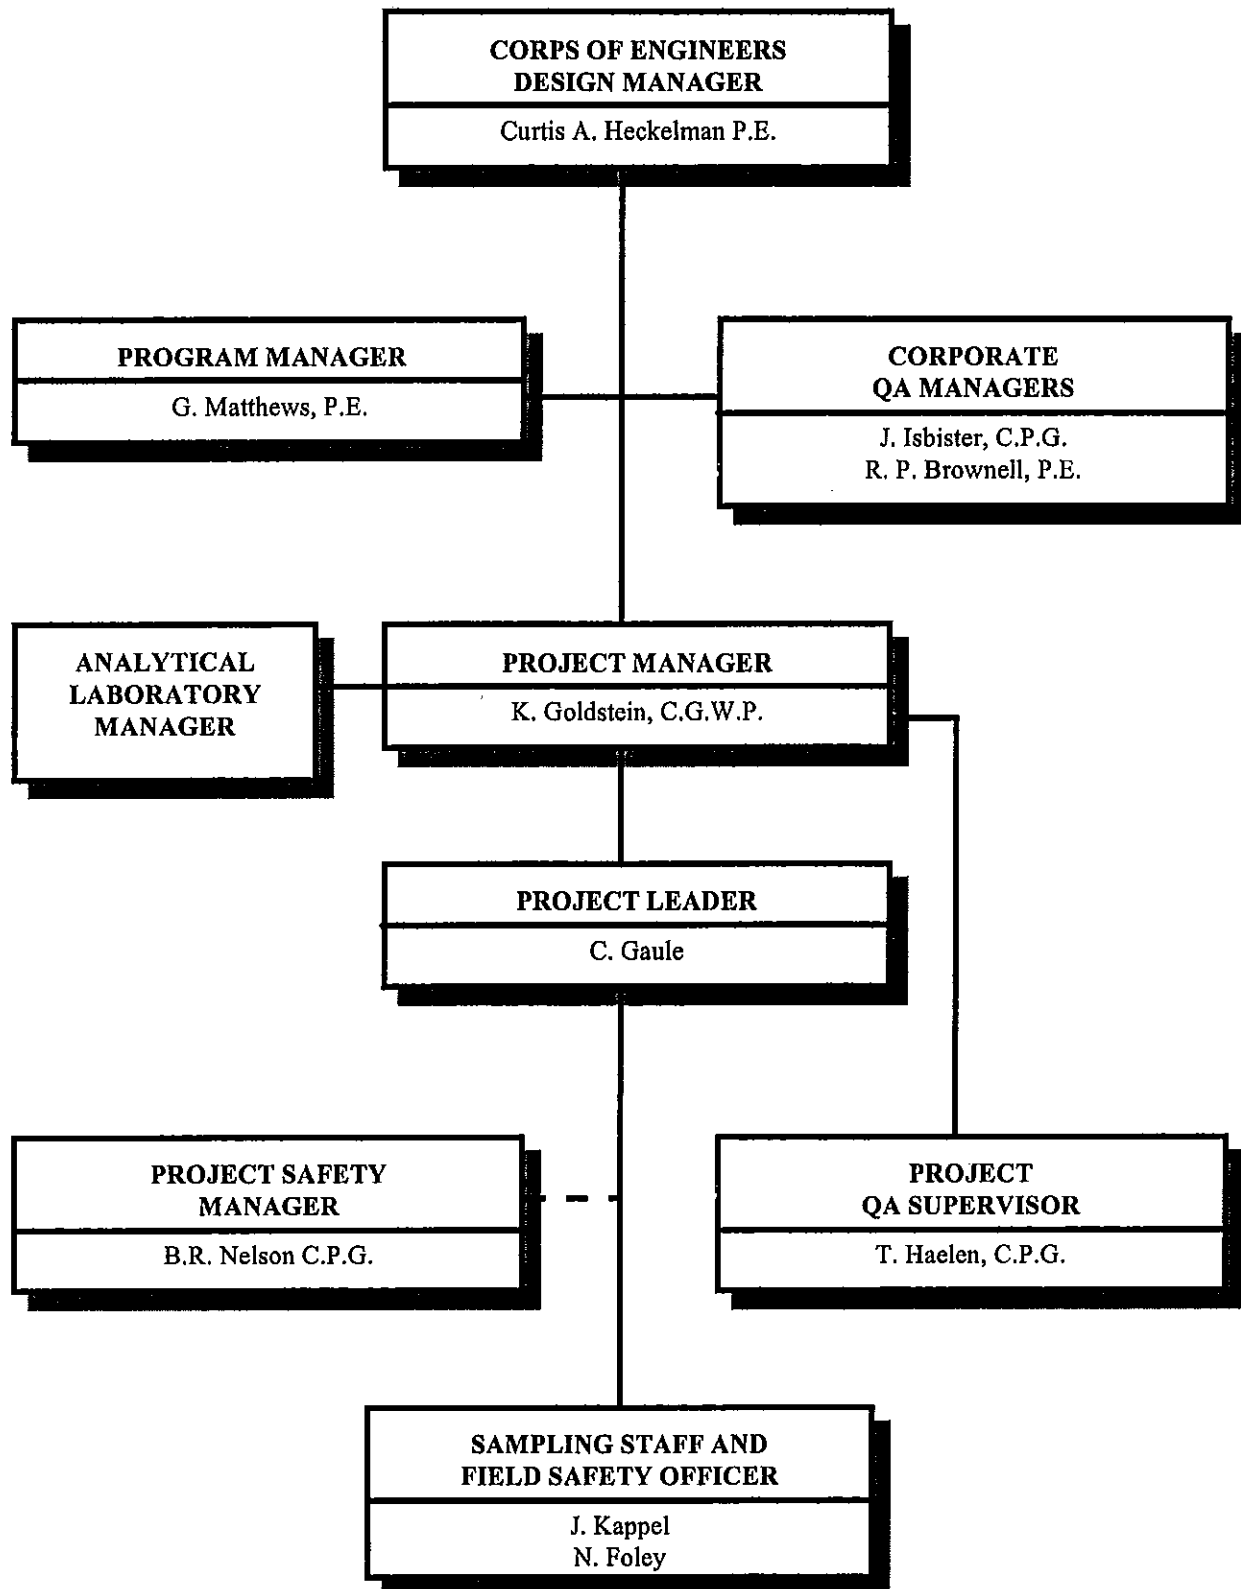 CORPS OF ENGINEERS
DESIGN MANAGER
Curtis A. Heckelman P.E.
PROGRAM MANAGER
G. Matthews, P.E.
CORPORATE
QA MANAGERS
J. Isbister, C.P.G.
R. P. Brownell, P.E.
ANALYTICAL
LABORATORY
MANAGER
PROJECT MANAGER
K. Goldstein, C.G.W.P.
PROJECT LEADER
C. Gaule
PROJECT SAFETY
MANAGER
B.R. Nelson C.P.G.
PROJECT
QA SUPERVISOR
T. Haelen, C.P.G.
SAMPLING STAFF AND
FIELD SAFETY OFFICER
J. Kappel
N. Foley